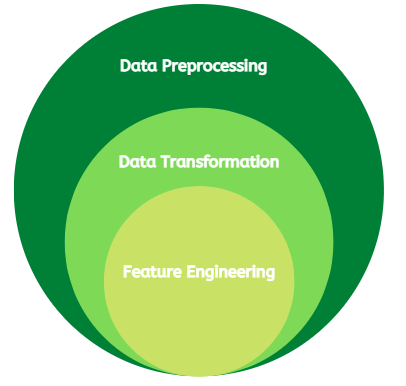 Data Preprocessing
Data Transformation
Feature Engineering